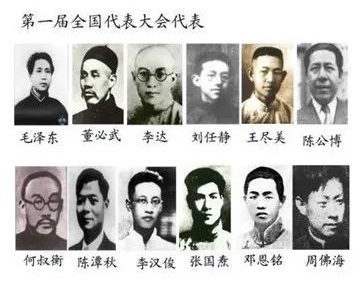 第一届全国代表大会代表
毛泽东 董必武 李达 刘任静 王尽美 陈公博
何叔衡 陈潭秋 李汉俊 张国焘 邓恩铭 周佛海